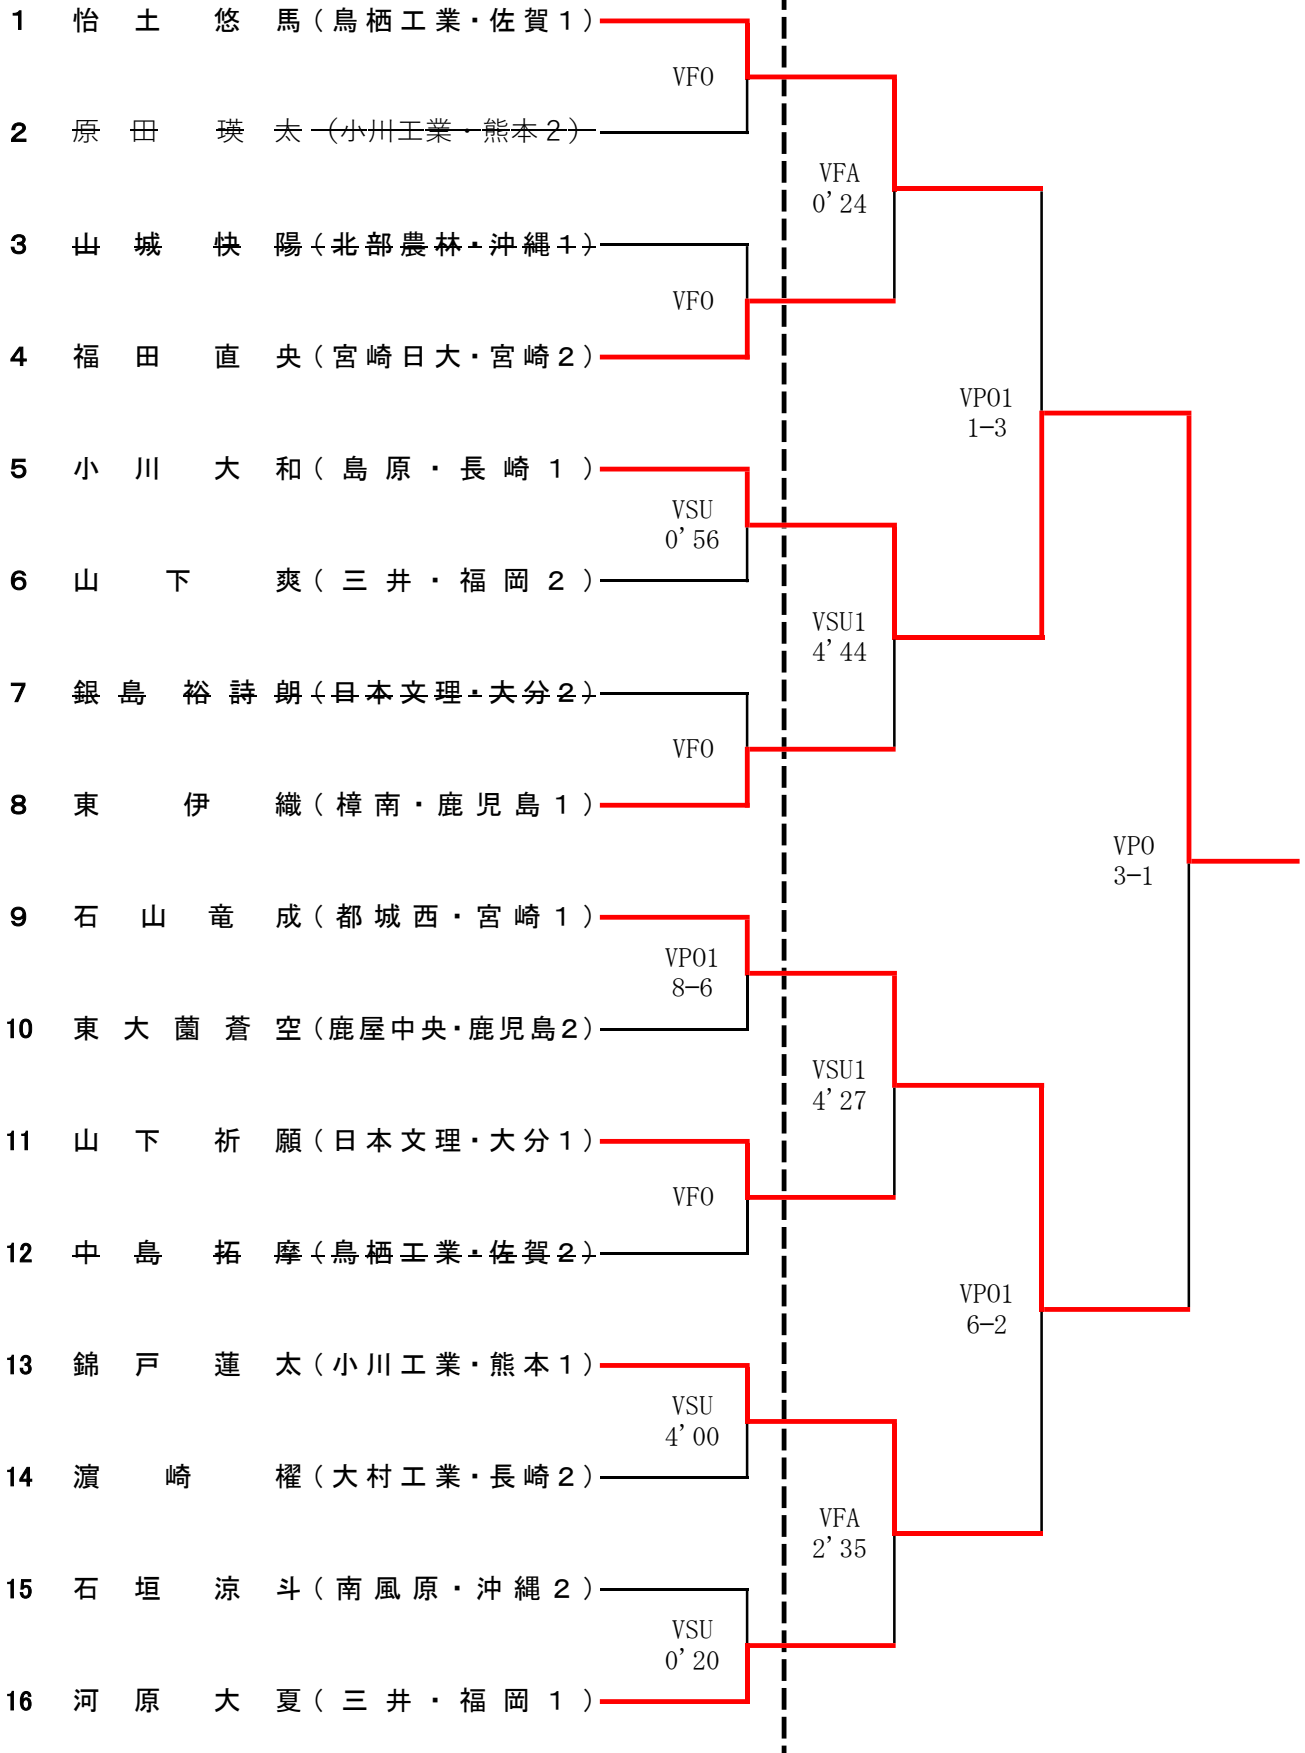 1 怡土 悠馬(鳥栖工業・佐賀1)
VFO
2 原田 瑛太(小川工業・熊本2)
VFA
0'24
3 山城 快陽(北部農林・沖縄1)
VFO
4 福田 直央(宮崎日大・宮崎2)
VPO1
1-3
5 小川 大和(島原・長崎1)
VSU
0'56
6 山下 爽(三井・福岡2)
VSU1
4'44
7 銀島 裕詩朗(日本文理・大分2)
VFO
8 東 伊織(樟南・鹿児島1)
VPO
3-1
9 石山 竜成(都城西・宮崎1)
VPO1
8-6
10 東大薗 蒼空(鹿屋中央・鹿児島2)
VSU1
4'27
11 山下 祈願(日本文理・大分1)
VFO
12 中島 拓摩(鳥栖工業・佐賀2)
VPO1
6-2
13 錦戸 蓮太(小川工業・熊本1)
VSU
4'00
14 濵崎 櫂(大村工業・長崎2)
VFA
2'35
15 石垣 涼斗(南風原・沖縄2)
VSU
0'20
16 河原 大夏(三井・福岡1)